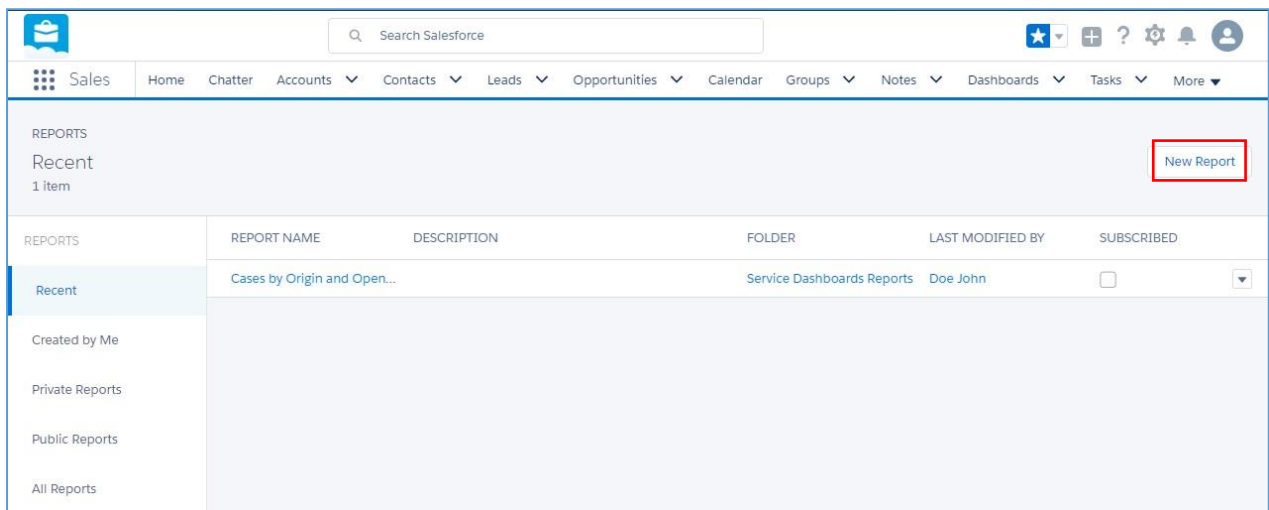 Search Salesforce
Sales Home Chatter Accounts Contacts Leads Opportunities Calendar Groups Notes Dashboards Tasks More
REPORTS
Recent
1 item
New Report
REPORTS
REPORT NAME DESCRIPTION FOLDER LAST MODIFIED BY SUBSCRIBED
Recent
Cases by Origin and Open... Service Dashboards Reports Doe John
Created by Me
Private Reports
Public Reports
All Reports